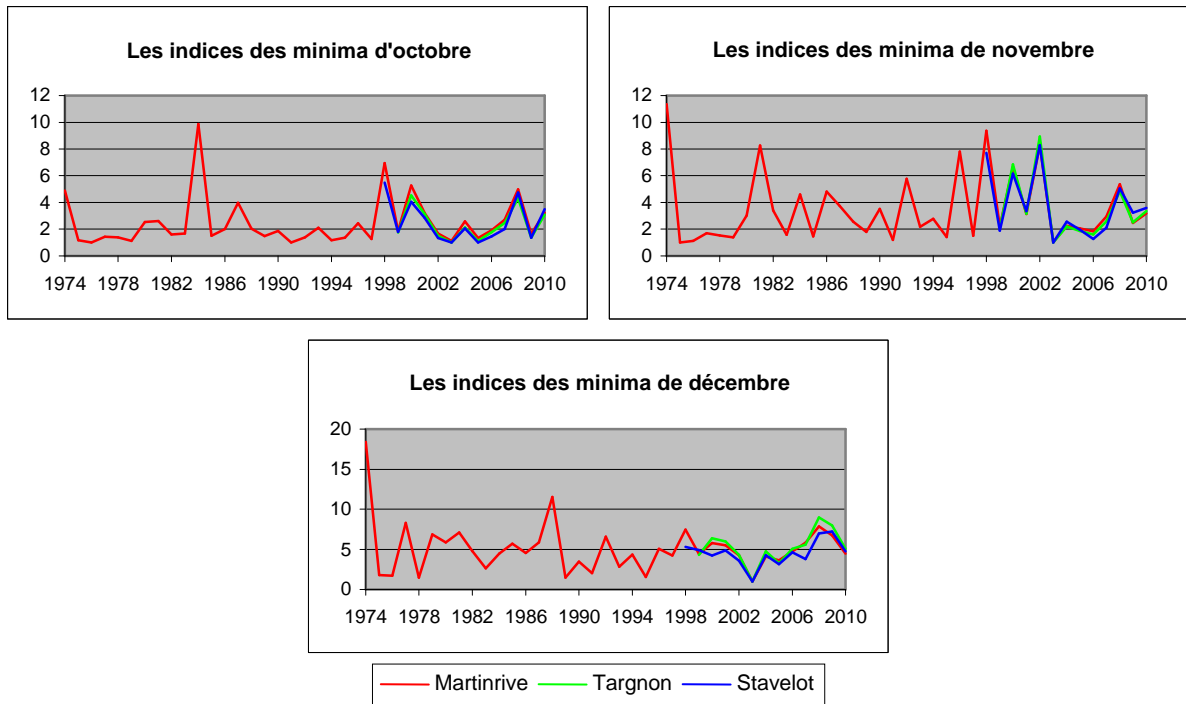 Les indices des minima d'octobre
12
10
8
6
4
2
0
1974 1978 1982 1986 1990 1994 1998 2002 2006 2010
Les indices des minima de novembre
12
10
8
6
4
2
0
1974 1978 1982 1986 1990 1994 1998 2002 2006 2010
Les indices des minima de décembre
20
15
10
5
0
1974 1978 1982 1986 1990 1994 1998 2002 2006 2010
Martinrive Targnon Stavelot